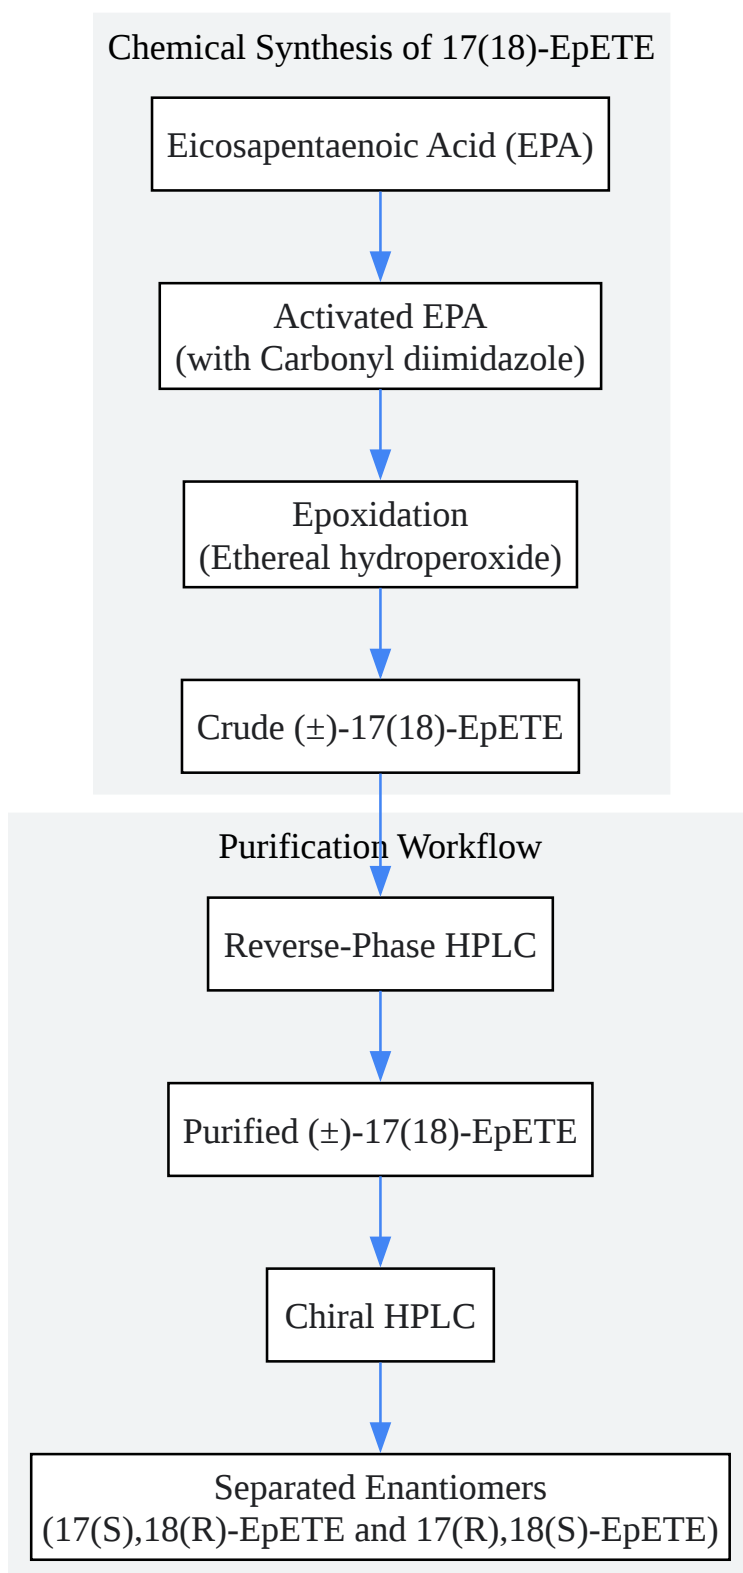 Chemical Synthesis of 17(18)-EpETE
Eicosapentaenoic Acid (EPA)
Activated EPA
(with Carbonyl diimidazole)
Epoxidation
(Ethereal hydroperoxide)
Crude (±)-17(18)-EpETE
Purification Workflow
Reverse-Phase HPLC
Purified (±)-17(18)-EpETE
Chiral HPLC
Separated Enantiomers
(17(S),18(R)-EpETE and 17(R),18(S)-EpETE)